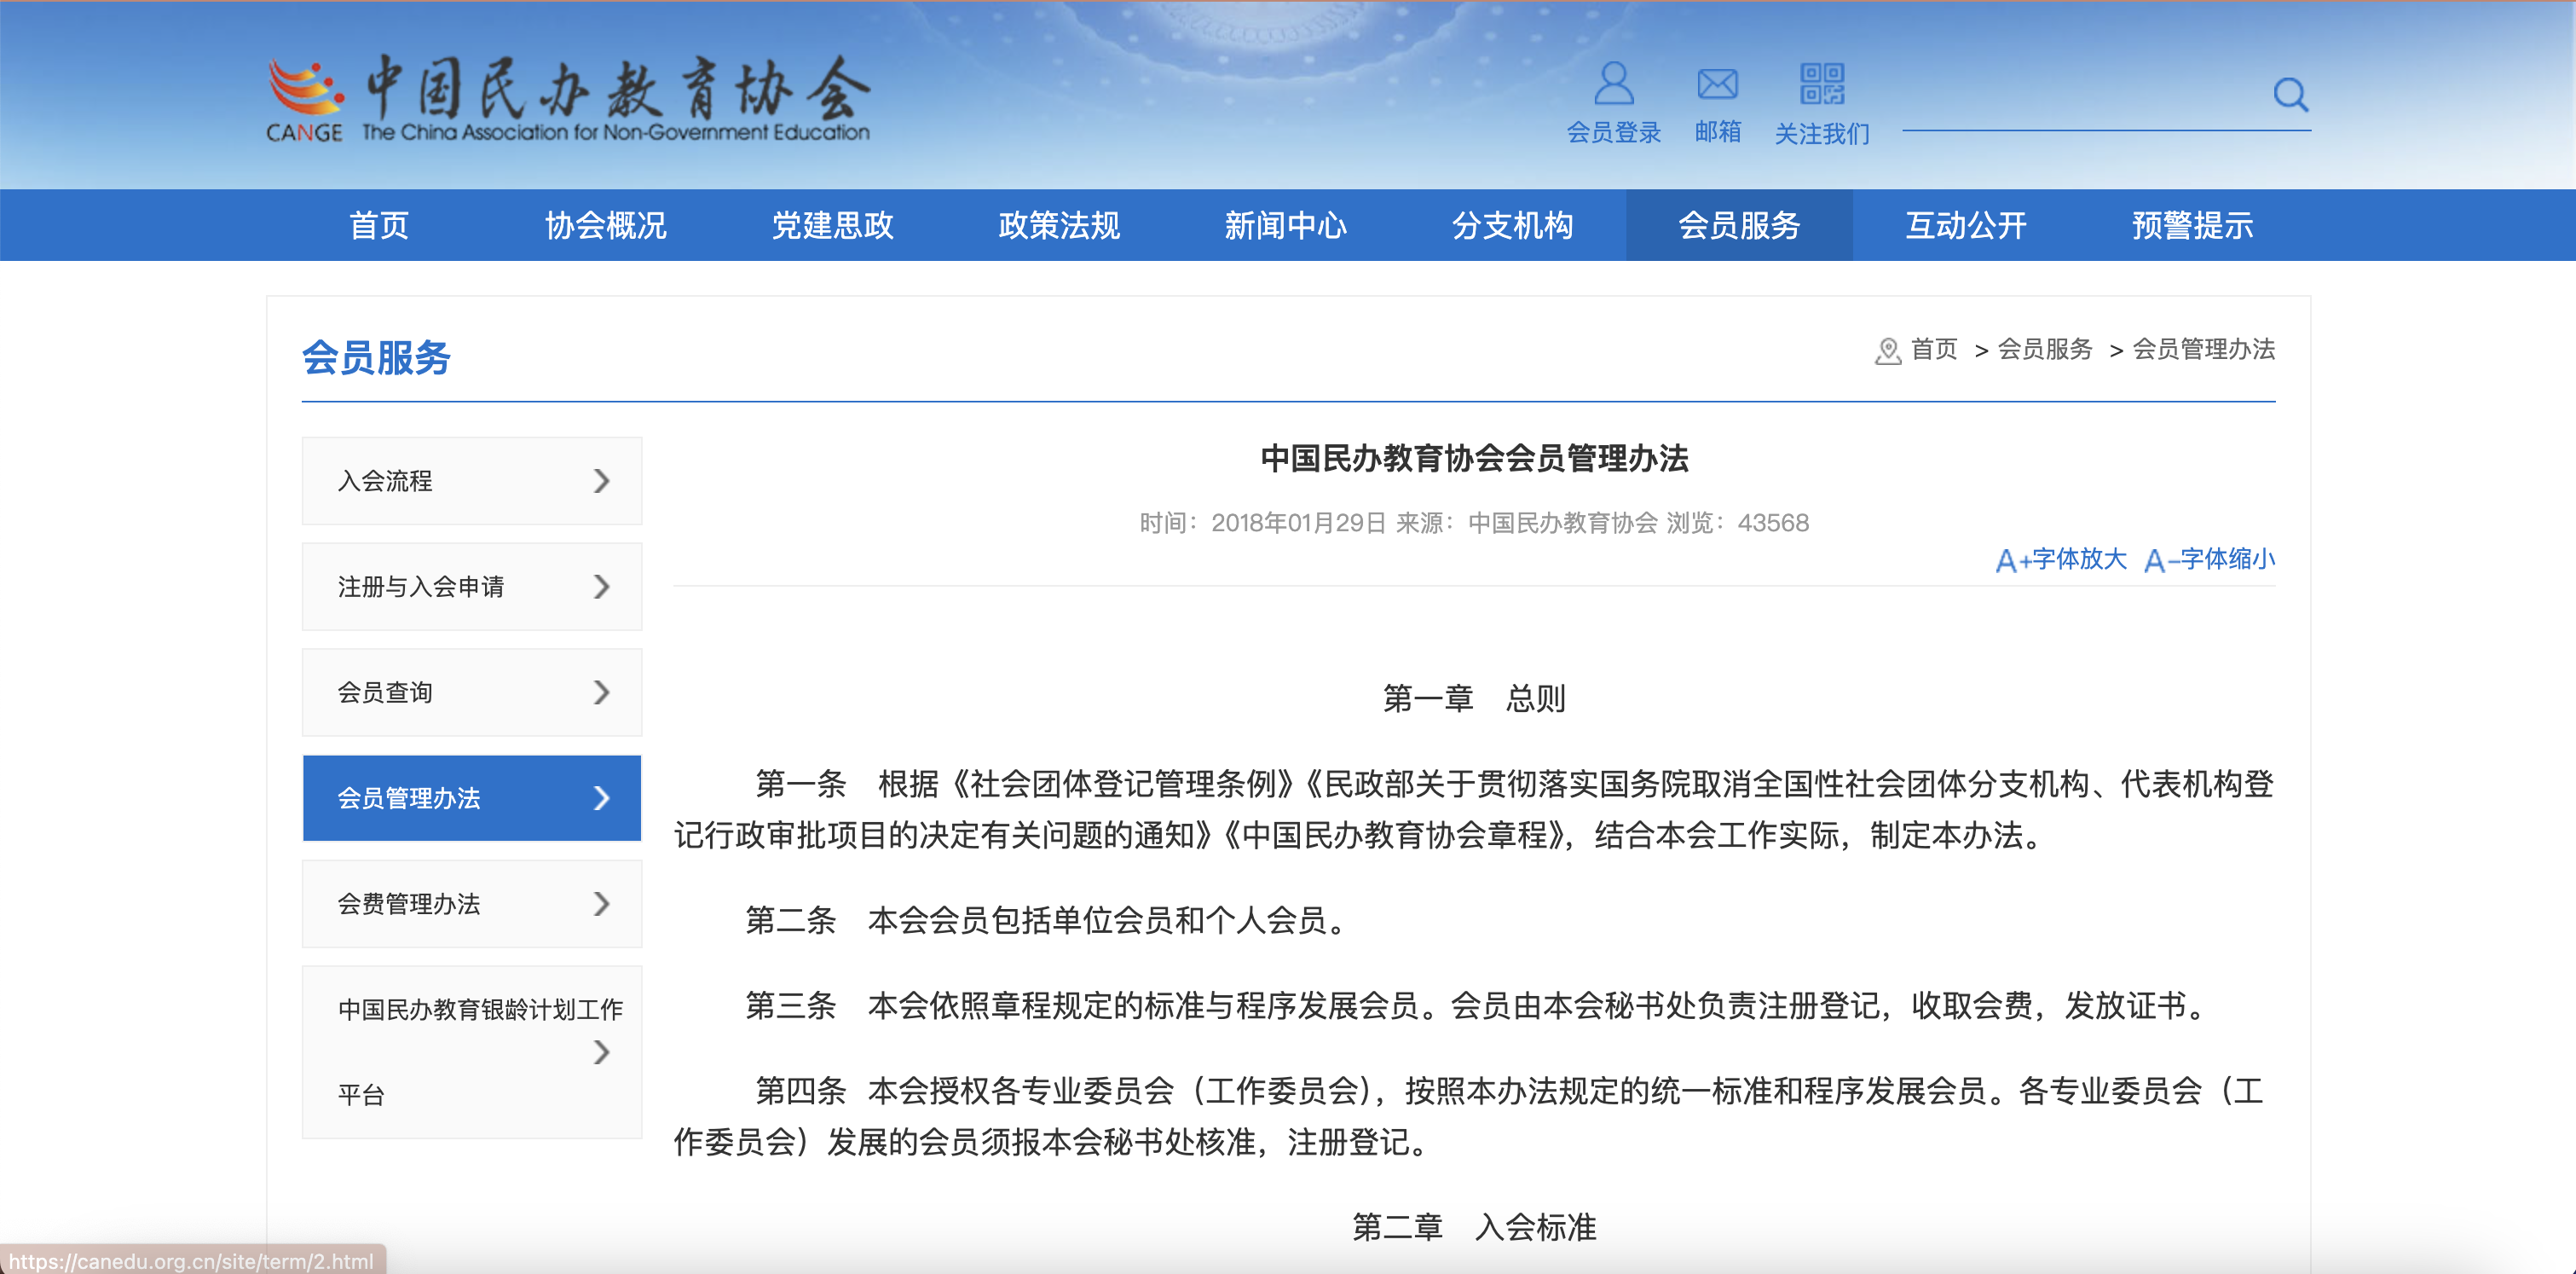 中国民办教育协会
CANGE The China Association for Non-Government Education
会员登录 邮箱 关注我们
首页 协会概况 党建思政 政策法规 新闻中心 分支机构 会员服务 互动公开 预警提示
会员服务
首页 > 会员服务 > 会员管理办法
入会流程
注册与入会申请
会员查询
会员管理办法
会费管理办法
中国民办教育银龄计划工作
平台
中国民办教育协会会员管理办法
时间：2018年01月29日 来源：中国民办教育协会 浏览：43568
A+字体放大 A-字体缩小
第一章　总则
第一条　根据《社会团体登记管理条例》《民政部关于贯彻落实国务院取消全国性社会团体分支机构、代表机构登
记行政审批项目的决定有关问题的通知》《中国民办教育协会章程》，结合本会工作实际，制定本办法。
第二条　本会会员包括单位会员和个人会员。
第三条　本会依照章程规定的标准与程序发展会员。会员由本会秘书处负责注册登记，收取会费，发放证书。
第四条 本会授权各专业委员会（工作委员会），按照本办法规定的统一标准和程序发展会员。各专业委员会（工
作委员会）发展的会员须报本会秘书处核准，注册登记。
第二章　入会标准
https://canedu.org.cn/site/term/2.html